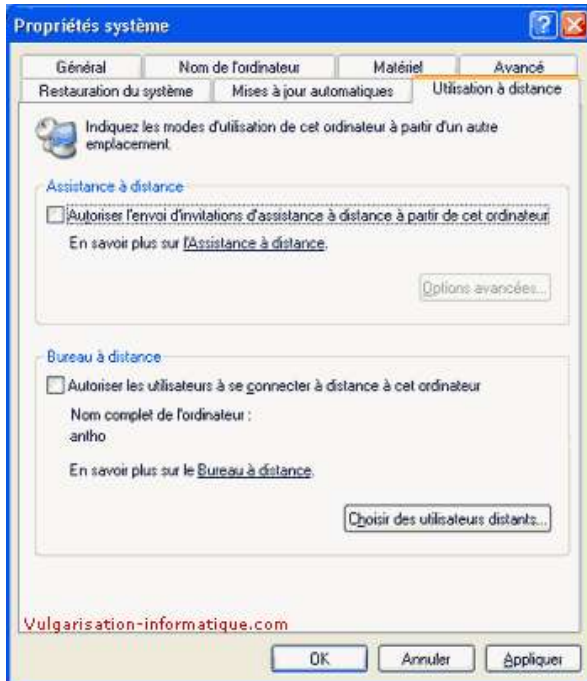 Propriétés système
Général Nom de l'ordinateur Matériel Avancé
Restauration du système Mises à jour automatiques Utilisation à distance
Indiquez les modes d'utilisation de cet ordinateur à partir d'un autre
emplacement.
Assistance à distance
Autoriser l'envoi d'invitations d'assistance à distance à partir de cet ordinateur
En savoir plus sur l'Assistance à distance.
Options avancées...
Bureau à distance
Autoriser les utilisateurs à se connecter à distance à cet ordinateur
Nom complet de l'ordinateur :
antho
En savoir plus sur le Bureau à distance.
Choisir des utilisateurs distants...
Vulgarisation-informatique.com
OK Annuler Appliquer